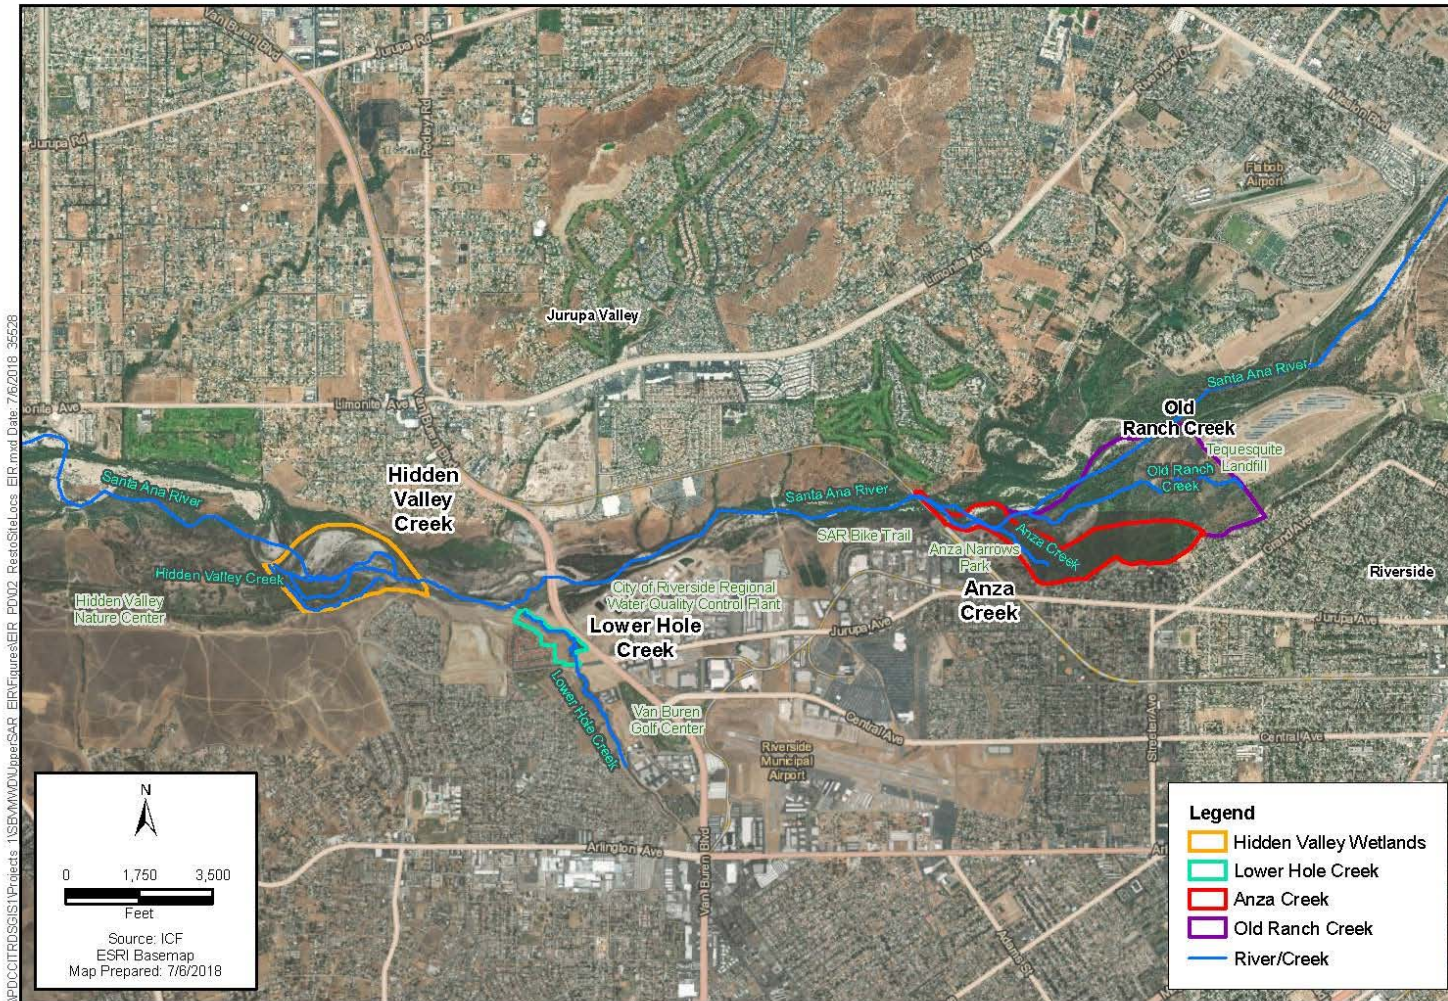 Van Buren Blvd
Jurupa Rd
Pedley Rd
Riverview Dr
Mission Blvd
Jurupa Rd
Flabob
Airport
Limonite Ave
Jurupa Valley
Santa Ana River
Limonite Ave
Van Buren Blvd
Old
Ranch Creek
Tequesquite
Landfill
Old Ranch
Creek
Hidden
Valley
Creek
Santa Ana River
Santa Ana River
SAR Bike Trail
Anza Creek
Anza Narrows
Park
Hidden Valley Creek
Hidden Valley
Nature Center
City of Riverside Regional
Water Quality Control Plant
Anza
Creek
Riverside
Lower Hole
Creek
Jurupa Ave
Jurupa Ave
Lower Hole Creek
Van Buren
Golf Center
Central Ave
Streeter Ave
Central Ave
Riverside
Municipal
Airport
Arlington Ave
Van Buren Blvd
Adams St
N
0 1,750 3,500
Feet
Source: ICF
ESRI Basemap
Map Prepared: 7/6/2018
Legend
Hidden Valley Wetlands
Lower Hole Creek
Anza Creek
Old Ranch Creek
River/Creek